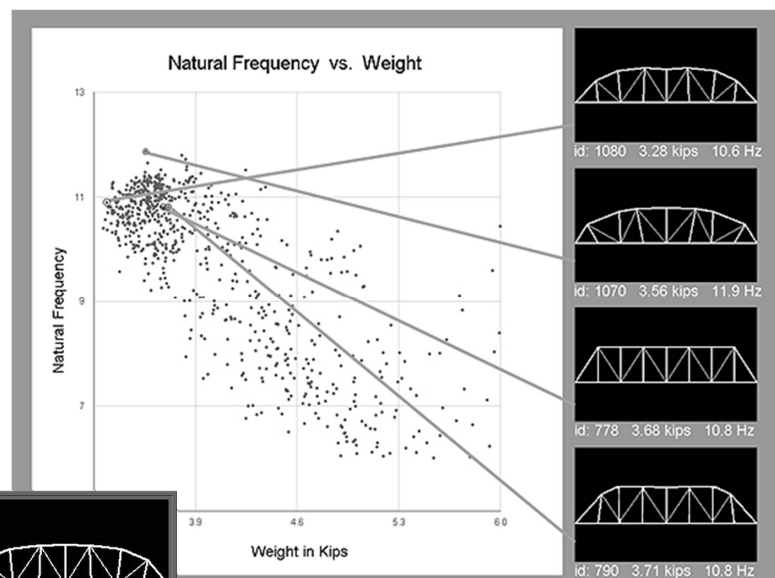 Natural Frequency vs. Weight
13
11
9
7
Natural Frequency
3.9
4.6
5.3
6.0
Weight in Kips
id: 1080 3.28 kips 10.6 Hz
id: 1070 3.56 kips 11.9 Hz
id: 778 3.68 kips 10.8 Hz
id: 790 3.71 kips 10.8 Hz